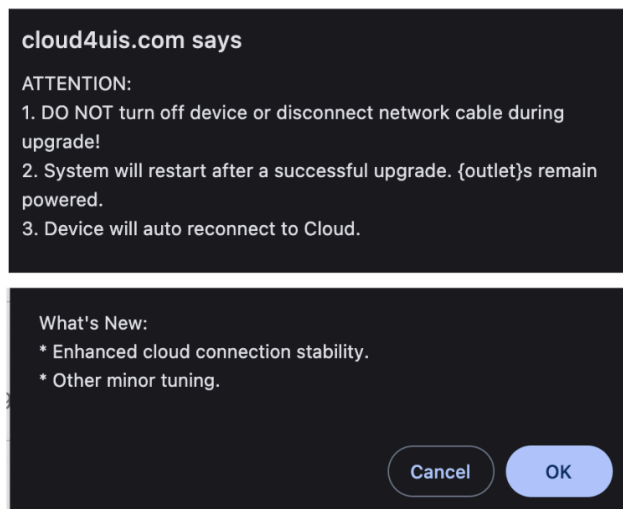 cloud4uis.com says
ATTENTION:
1. DO NOT turn off device or disconnect network cable during
upgrade!
2. System will restart after a successful upgrade. {outlet}s remain
powered.
3. Device will auto reconnect to Cloud.
What's New:
* Enhanced cloud connection stability.
* Other minor tuning.
Cancel
OK